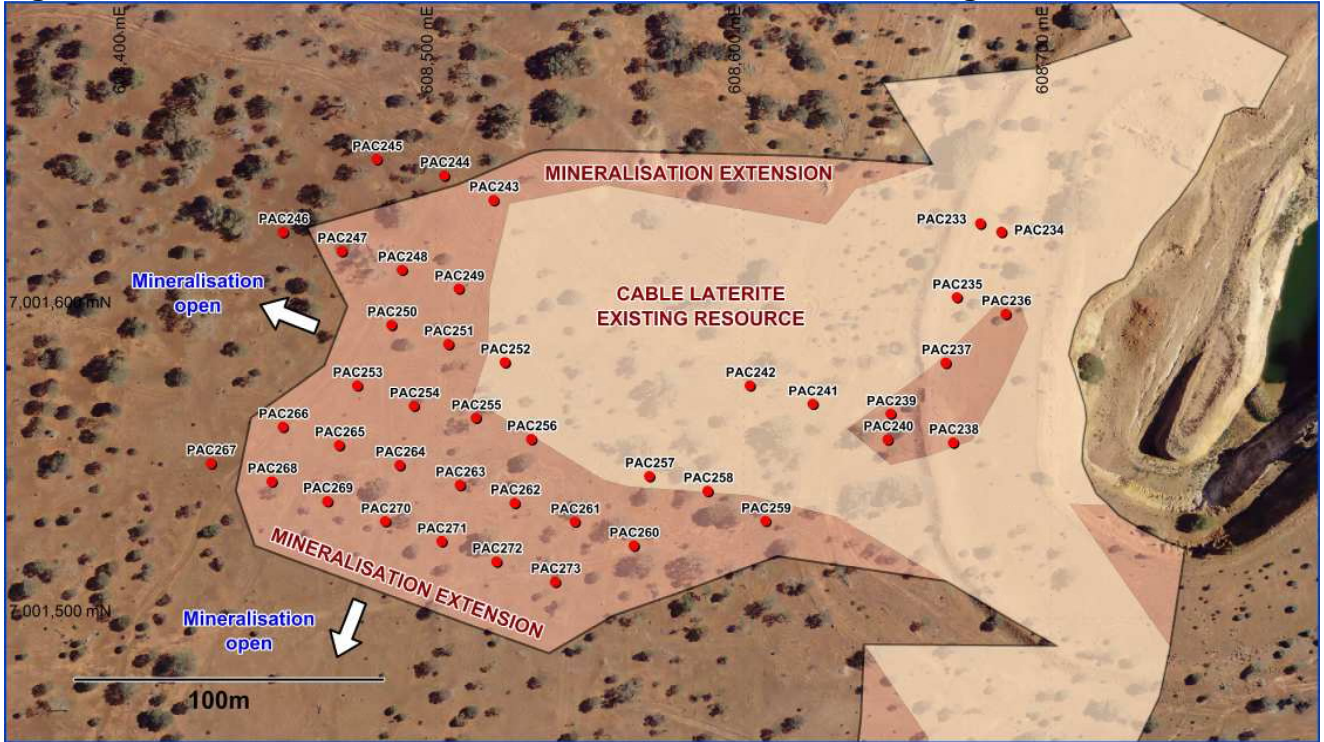 608,400 mE
608,500 mE
608,600 mE
608,700 mE
PAC245
PAC244
MINERALISATION EXTENSION
PAC243
PAC246
PAC233
PAC234
PAC247
PAC248
PAC249
Mineralisation
open
7,001,600 mN
CABLE LATERITE
EXISTING RESOURCE
PAC235
PAC236
PAC250
PAC251
PAC252
PAC237
PAC253
PAC242
PAC254
PAC241
PAC255
PAC239
PAC266
PAC256
PAC240
PAC238
PAC265
PAC267
PAC264
PAC257
PAC268
PAC263
PAC258
PAC269
PAC262
PAC270
PAC261
PAC259
PAC271
PAC260
PAC272
PAC273
MINERALISATION EXTENSION
7,001,500 mN
Mineralisation
open
100m